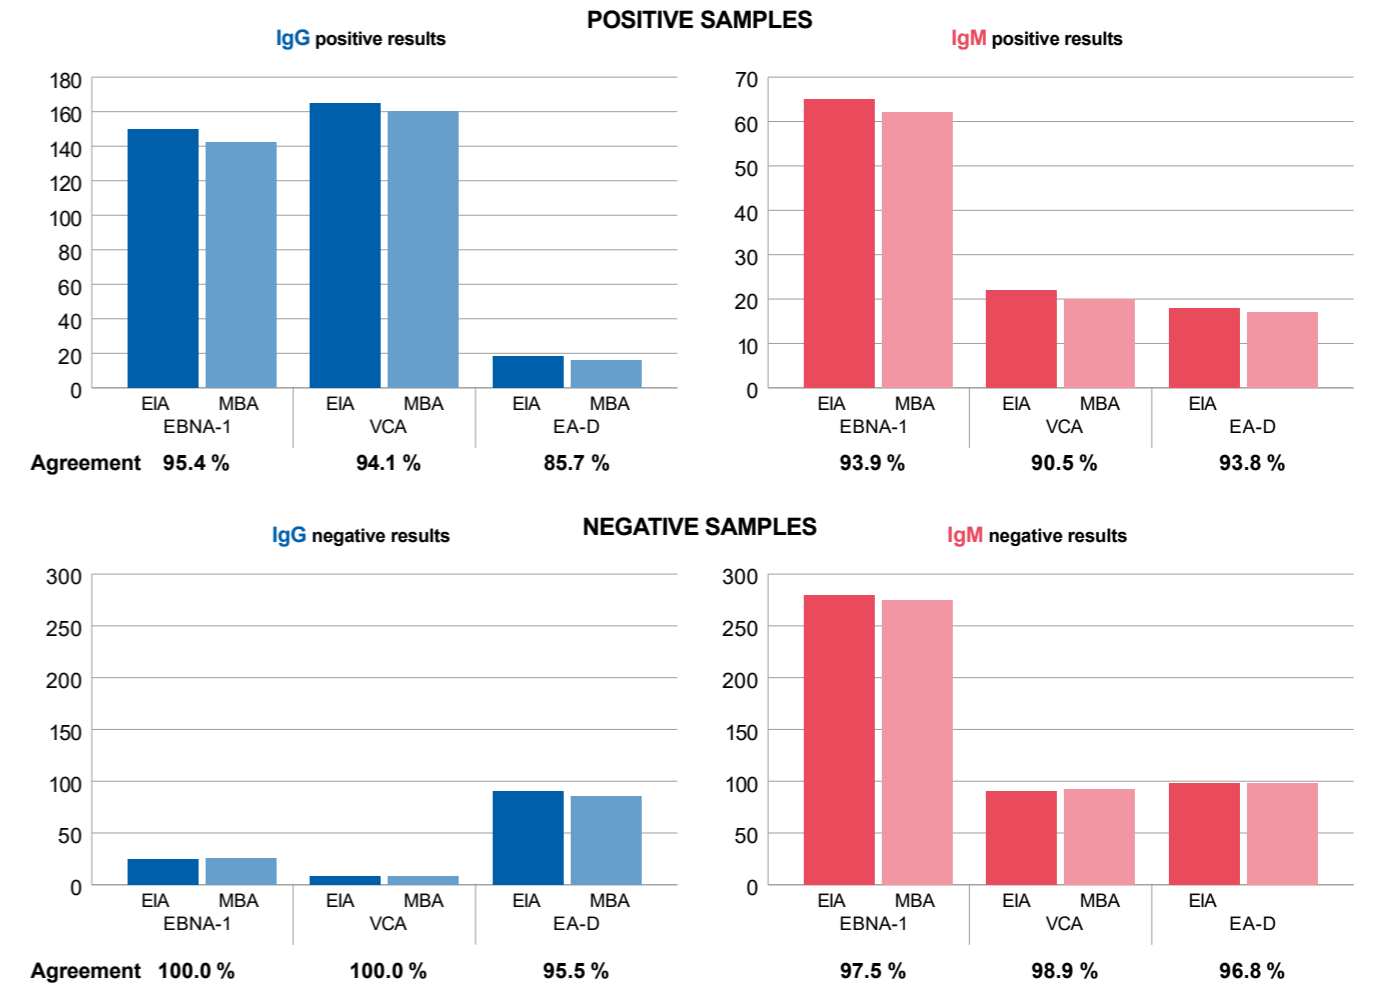 POSITIVE SAMPLES
IgG positive results
180
160
140
120
100
80
60
40
20
0
EIA MBA EIA MBA EIA MBA
EBNA-1 VCA EA-D
IgM positive results
70
60
50
40
30
20
10
0
EIA MBA EIA MBA EIA
EBNA-1 VCA EA-D
Agreement 95.4 % 94.1 % 85.7 % 93.9 % 90.5 % 93.8 %
NEGATIVE SAMPLES
IgG negative results
300
250
200
150
100
50
0
EIA MBA EIA MBA EIA MBA
EBNA-1 VCA EA-D
IgM negative results
300
250
200
150
100
50
0
EIA MBA EIA MBA EIA
EBNA-1 VCA EA-D
Agreement 100.0 % 100.0 % 95.5 % 97.5 % 98.9 % 96.8 %